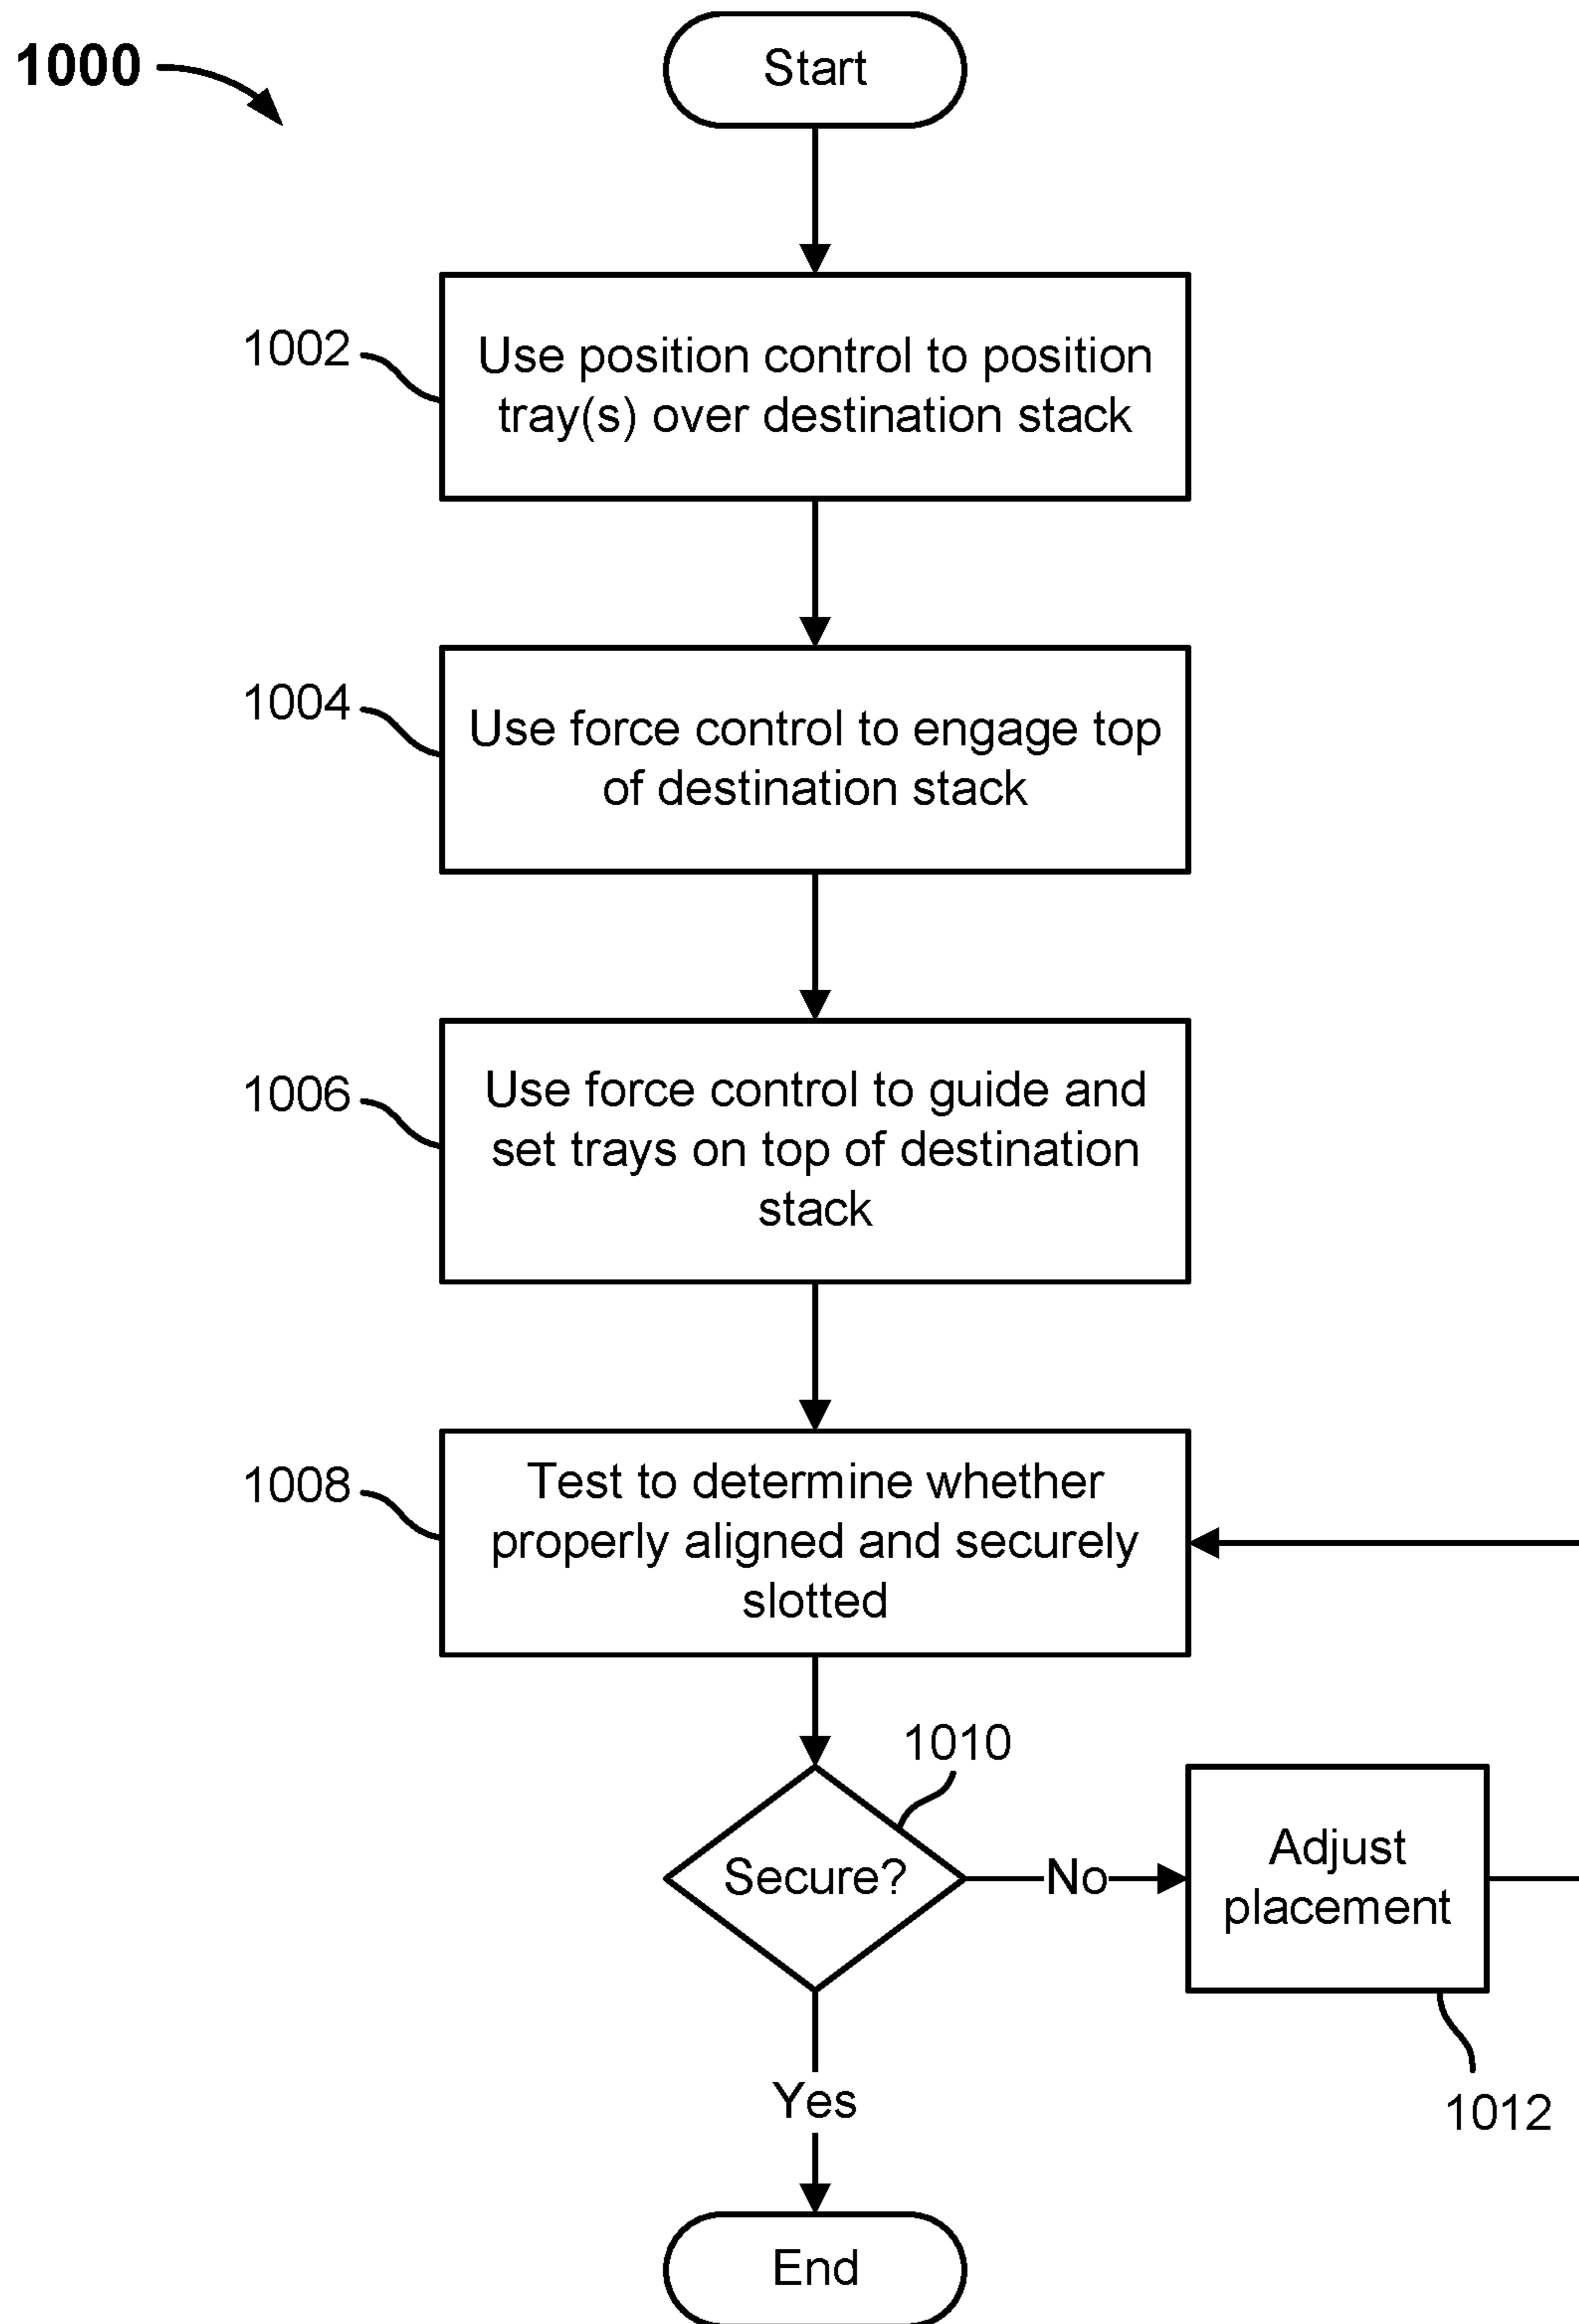 1000
Start
1002
Use position control to position
tray(s) over destination stack
1004
Use force control to engage top
of destination stack
1006
Use force control to guide and
set trays on top of destination
stack
1008
Test to determine whether
properly aligned and securely
slotted
1010
Secure?
No
Adjust
placement
1012
Yes
End